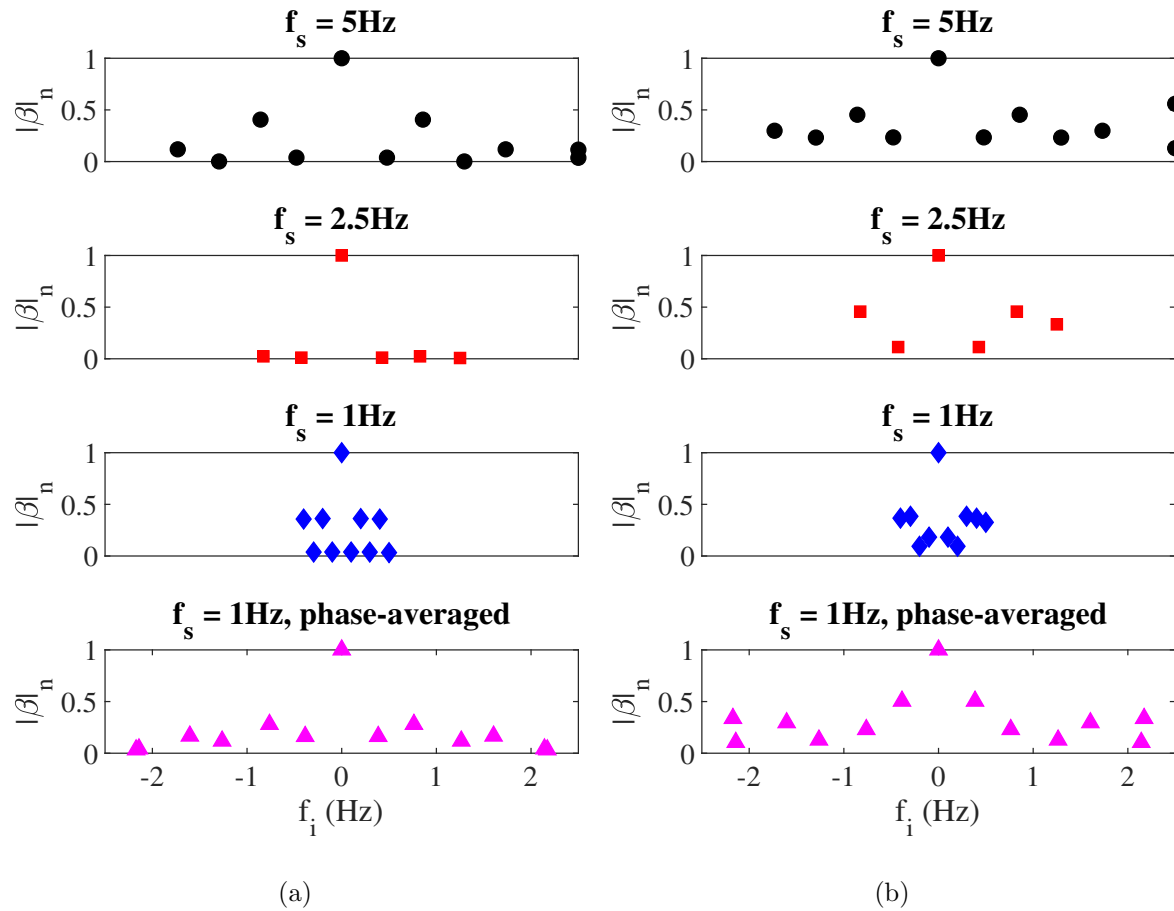 f_s = 5Hz
1
0.5
0
|β|_n
f_s = 2.5Hz
1
0.5
0
|β|_n
f_s = 1Hz
1
0.5
0
|β|_n
f_s = 1Hz, phase-averaged
1
0.5
0
|β|_n
-2 -1 0 1 2
f_i (Hz)
(a)
f_s = 5Hz
1
0.5
0
|β|_n
f_s = 2.5Hz
1
0.5
0
|β|_n
f_s = 1Hz
1
0.5
0
|β|_n
f_s = 1Hz, phase-averaged
1
0.5
0
|β|_n
-2 -1 0 1 2
f_i (Hz)
(b)